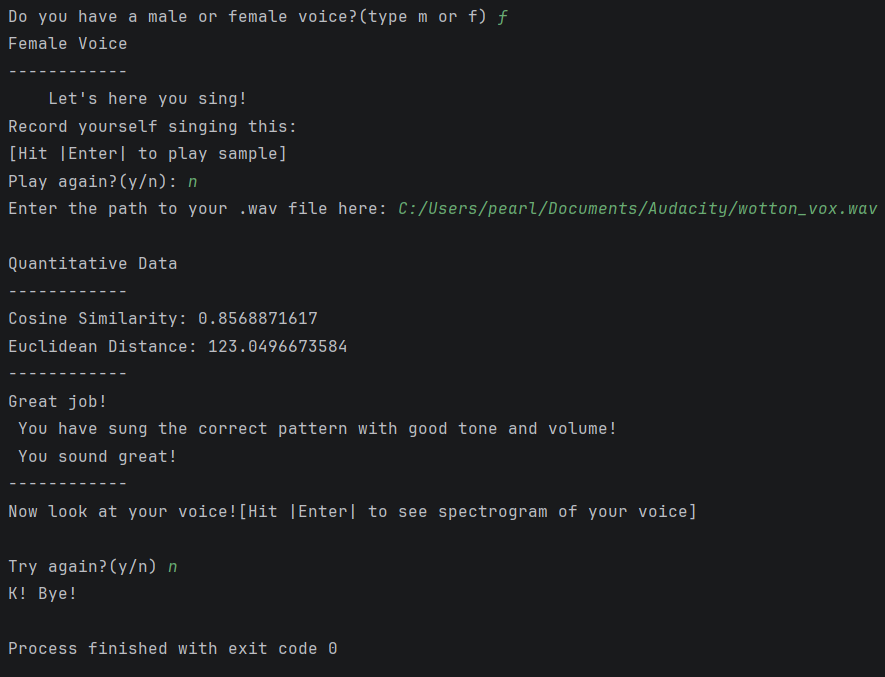 Do you have a male or female voice?(type m or f) f
Female Voice
------------
    Let's here you sing!
Record yourself singing this:
[Hit |Enter| to play sample]
Play again?(y/n): n
Enter the path to your .wav file here: C:/Users/pearl/Documents/Audacity/wotton_vox.wav

Quantitative Data
------------
Cosine Similarity: 0.8568871617
Euclidean Distance: 123.0496673584
------------
Great job!
 You have sung the correct pattern with good tone and volume!
 You sound great!
------------
Now look at your voice![Hit |Enter| to see spectrogram of your voice]

Try again?(y/n) n
K! Bye!

Process finished with exit code 0